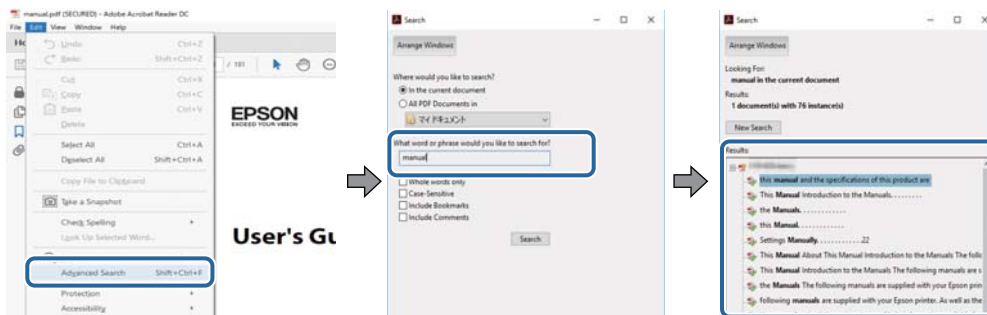 manual.pdf (SECURED) - Adobe Acrobat Reader DC
File Edit View Window Help
Undo Ctrl+Z
Redo Shift+Ctrl+Z
Cut Ctrl+X
Copy Ctrl+C
Paste Ctrl+V
Delete
Select All Ctrl+A
Deselect All Shift+Ctrl+A
Copy File to Clipboard
Take a Snapshot
Check Spelling
Look Up Selected Word...
Advanced Search Shift+Ctrl+F
Protection
Accessibility
/ 191
EPSON
EXCEED YOUR VISION
User's Gu
Search
Arrange Windows
Where would you like to search?
In the current document
All PDF Documents in
マイ ドキュメント
What word or phrase would you like to search for?
manual
Whole words only
Case-Sensitive
Include Bookmarks
Include Comments
Search
Search
Arrange Windows
Looking For:
manual in the current document
Results:
1 document(s) with 76 instance(s)
New Search
Results:
this manual and the specifications of this product are
This Manual Introduction to the Manuals. . . . . . . . .
the Manuals. . . . . . . . . . . . .
this Manual. . . . . . . . . . . . .
Settings Manually. . . . . . . . . . . . .22
This Manual About This Manual Introduction to the Manuals The follo
This Manual Introduction to the Manuals The following manuals are s
the Manuals The following manuals are supplied with your Epson prin
following manuals are supplied with your Epson printer. As well as the